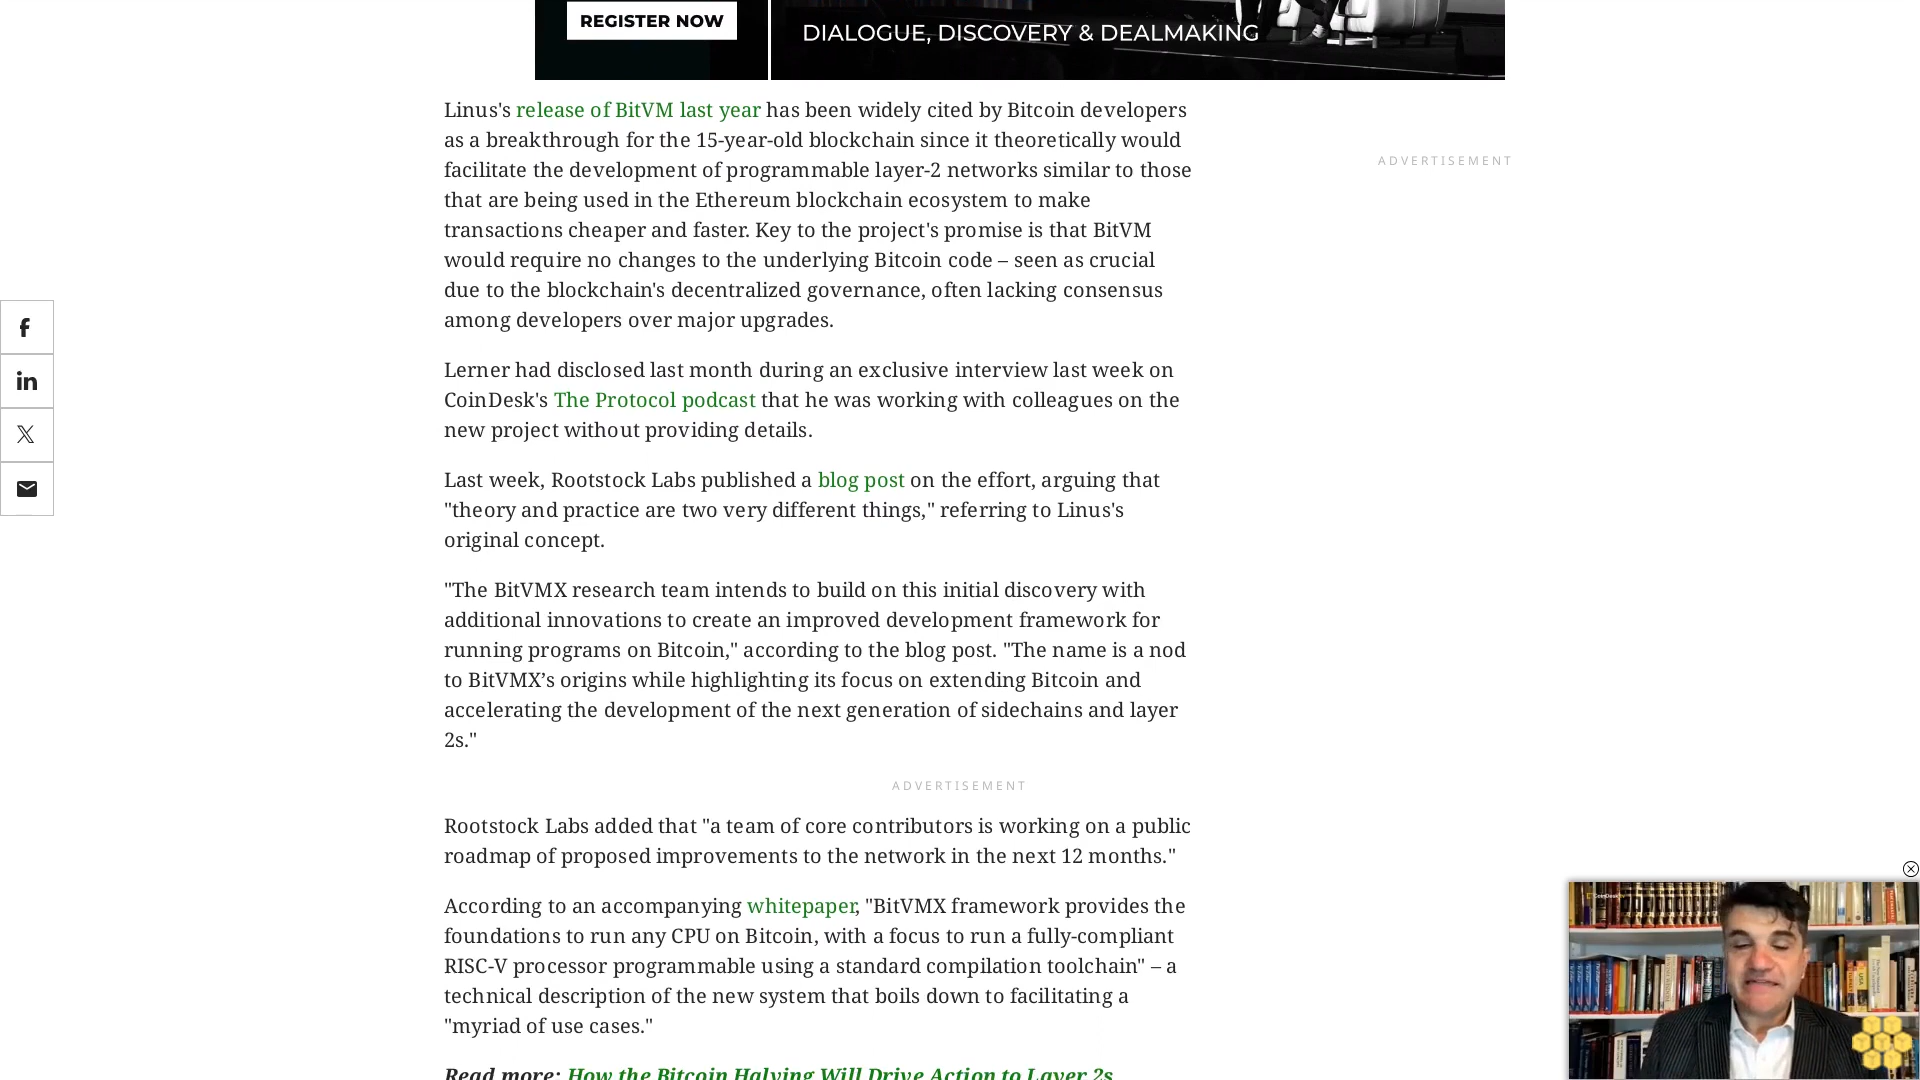 REGISTER NOW
DIALOGUE, DISCOVERY & DEALMAKING
Linus's release of BitVM last year has been widely cited by Bitcoin developers
as a breakthrough for the 15-year-old blockchain since it theoretically would
facilitate the development of programmable layer-2 networks similar to those
that are being used in the Ethereum blockchain ecosystem to make
transactions cheaper and faster. Key to the project's promise is that BitVM
would require no changes to the underlying Bitcoin code – seen as crucial
due to the blockchain's decentralized governance, often lacking consensus
among developers over major upgrades.
ADVERTISEMENT
Lerner had disclosed last month during an exclusive interview last week on
CoinDesk's The Protocol podcast that he was working with colleagues on the
new project without providing details.
Last week, Rootstock Labs published a blog post on the effort, arguing that
"theory and practice are two very different things," referring to Linus's
original concept.
"The BitVMX research team intends to build on this initial discovery with
additional innovations to create an improved development framework for
running programs on Bitcoin," according to the blog post. "The name is a nod
to BitVMX’s origins while highlighting its focus on extending Bitcoin and
accelerating the development of the next generation of sidechains and layer
2s."
ADVERTISEMENT
Rootstock Labs added that "a team of core contributors is working on a public
roadmap of proposed improvements to the network in the next 12 months."
According to an accompanying whitepaper, "BitVMX framework provides the
foundations to run any CPU on Bitcoin, with a focus to run a fully-compliant
RISC-V processor programmable using a standard compilation toolchain" – a
technical description of the new system that boils down to facilitating a
"myriad of use cases."
Read more: How the Bitcoin Halving Will Drive Action to Layer 2s